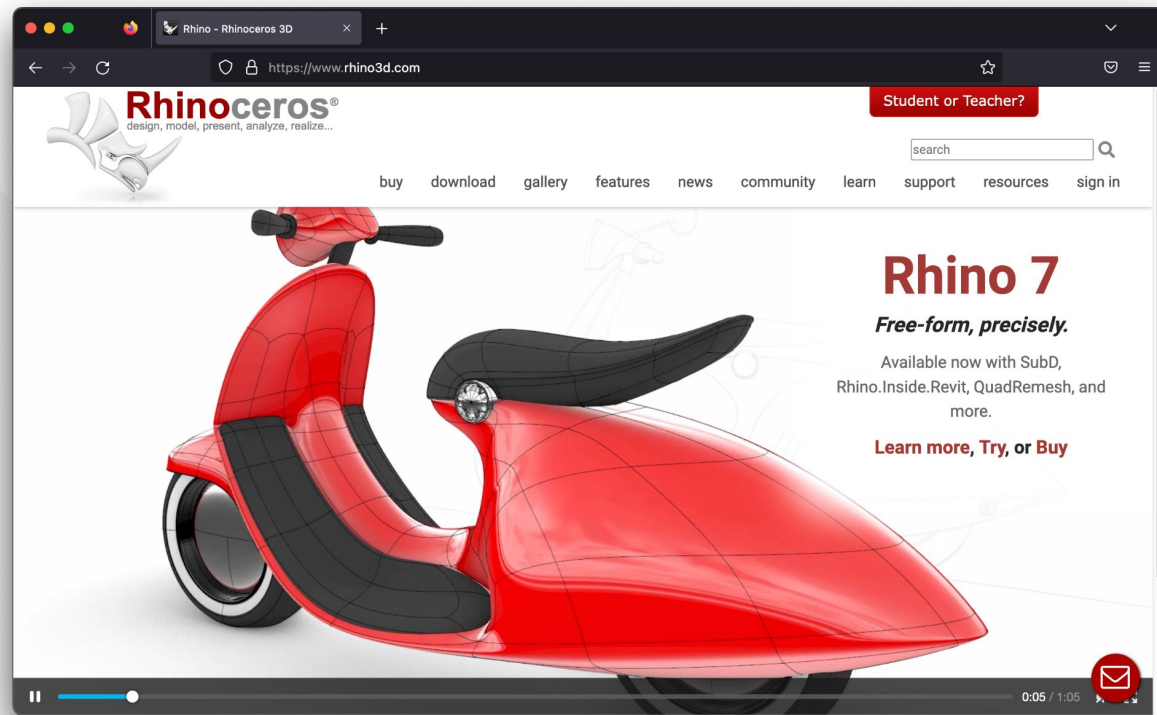 Rhino - Rhinoceros 3D
https://www.rhino3d.com
Rhinoceros®
design, model, present, analyze, realize...
Student or Teacher?
search
buy download gallery features news community learn support resources sign in
Rhino 7
Free-form, precisely.
Available now with SubD,
Rhino.Inside.Revit, QuadRemesh, and
more.
Learn more, Try, or Buy
0:05 / 1:05